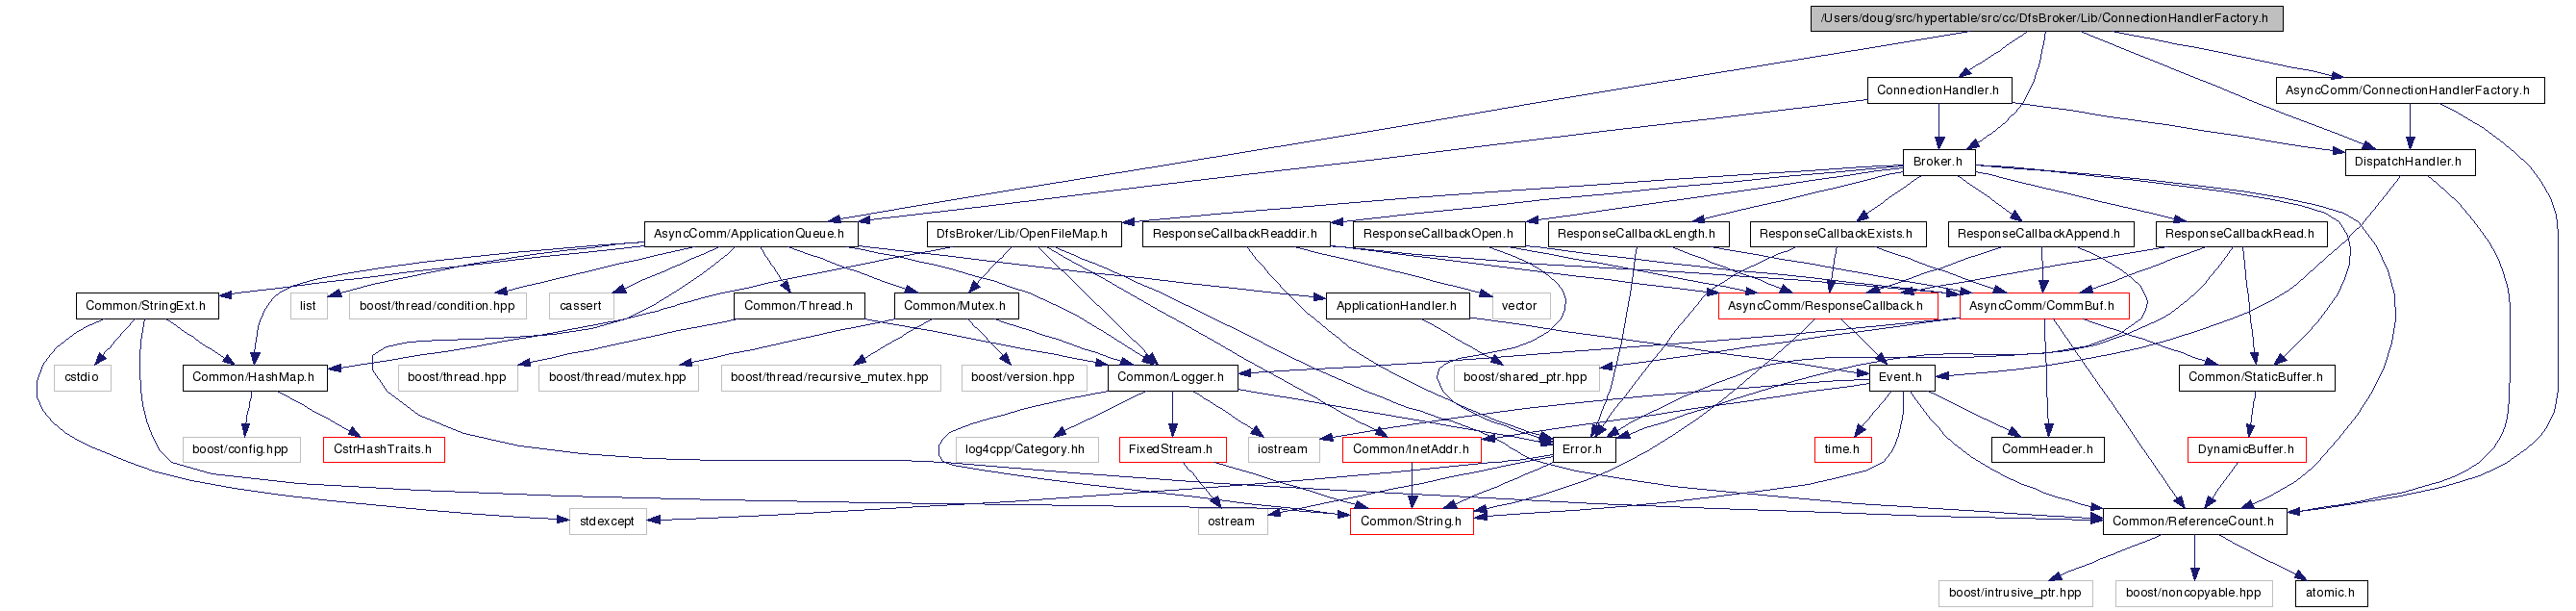 /Users/doug/src/hypertable/src/cc/DfsBroker/Lib/ConnectionHandlerFactory.h
ConnectionHandler.h
AsyncComm/ConnectionHandlerFactory.h
Broker.h
DispatchHandler.h
AsyncComm/ApplicationQueue.h
DfsBroker/Lib/OpenFileMap.h
ResponseCallbackReaddir.h
ResponseCallbackOpen.h
ResponseCallbackLength.h
ResponseCallbackExists.h
ResponseCallbackAppend.h
ResponseCallbackRead.h
Common/StringExt.h
list
boost/thread/condition.hpp
cassert
Common/Thread.h
Common/Mutex.h
ApplicationHandler.h
vector
AsyncComm/ResponseCallback.h
AsyncComm/CommBuf.h
cstdio
Common/HashMap.h
boost/thread.hpp
boost/thread/mutex.hpp
boost/thread/recursive_mutex.hpp
boost/version.hpp
Common/Logger.h
boost/shared_ptr.hpp
Event.h
Common/StaticBuffer.h
boost/config.hpp
CstrHashTraits.h
log4cpp/Category.hh
FixedStream.h
iostream
Common/InetAddr.h
Error.h
time.h
CommHeader.h
DynamicBuffer.h
stdexcept
ostream
Common/String.h
Common/ReferenceCount.h
boost/intrusive_ptr.hpp
boost/noncopyable.hpp
atomic.h